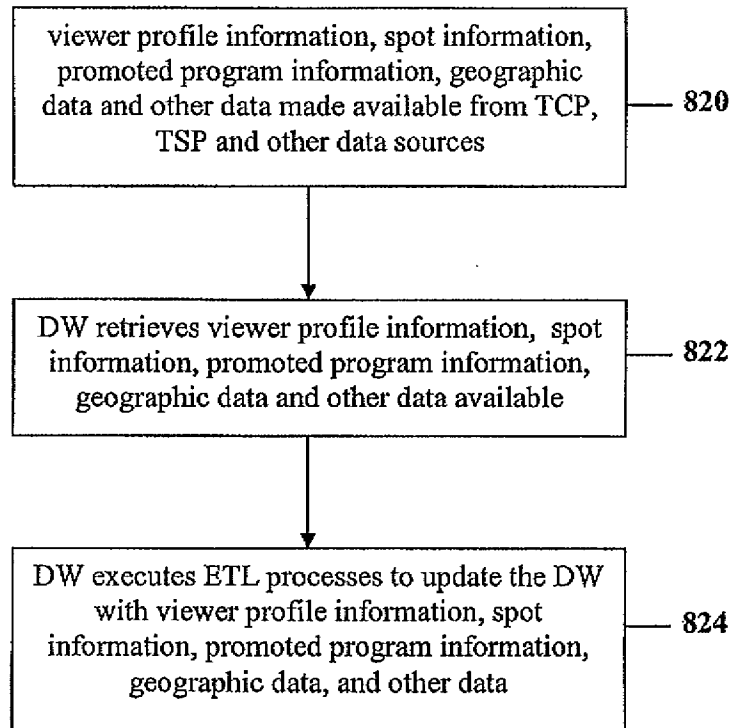 viewer profile information, spot information,
promoted program information, geographic
data and other data made available from TCP,
TSP and other data sources
820
DW retrieves viewer profile information, spot
information, promoted program information,
geographic data and other data available
822
DW executes ETL processes to update the DW
with viewer profile information, spot
information, promoted program information,
geographic data, and other data
824